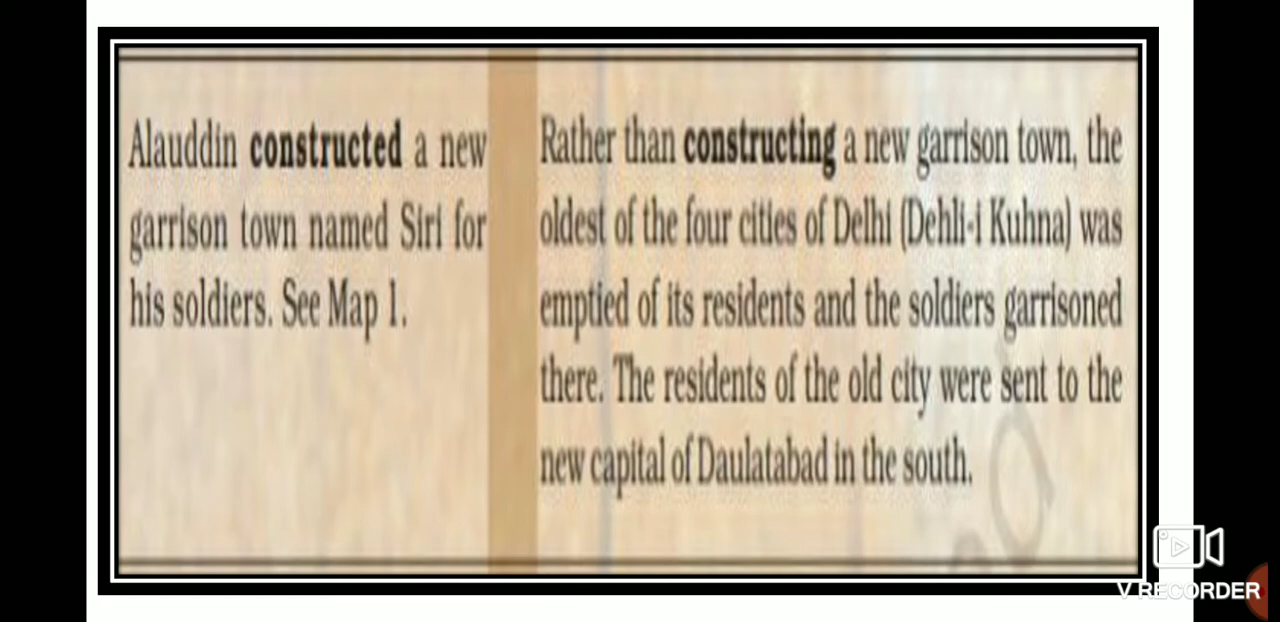 Alauddin constructed a new
garrison town named Siri for
his soldiers. See Map 1.
Rather than constructing a new garrison town, the
oldest of the four cities of Delhi (Dehli-i Kuhna) was
emptied of its residents and the soldiers garrisoned
there. The residents of the old city were sent to the
new capital of Daulatabad in the south.
V RECORDER